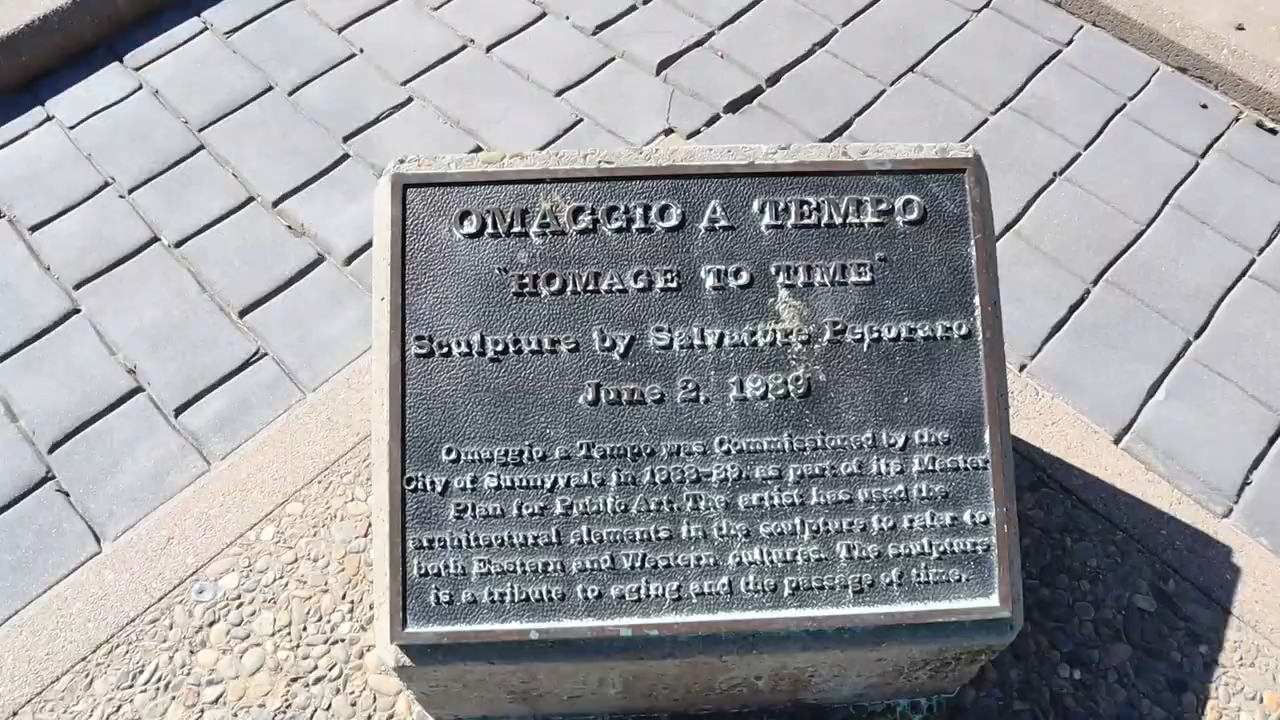 OMAGGIO A TEMPO
"HOMAGE TO TIME"
Sculpture by Salvatore Pecoraro
June 2, 1989
Omaggio a Tempo was Commissioned by the
City of Sunnyvale in 1988-89, as part of its Master
Plan for Public Art. The artist has used the
architectural elements in the sculpture to refer to
both Eastern and Western cultures. The sculpture
is a tribute to aging and the passage of time.